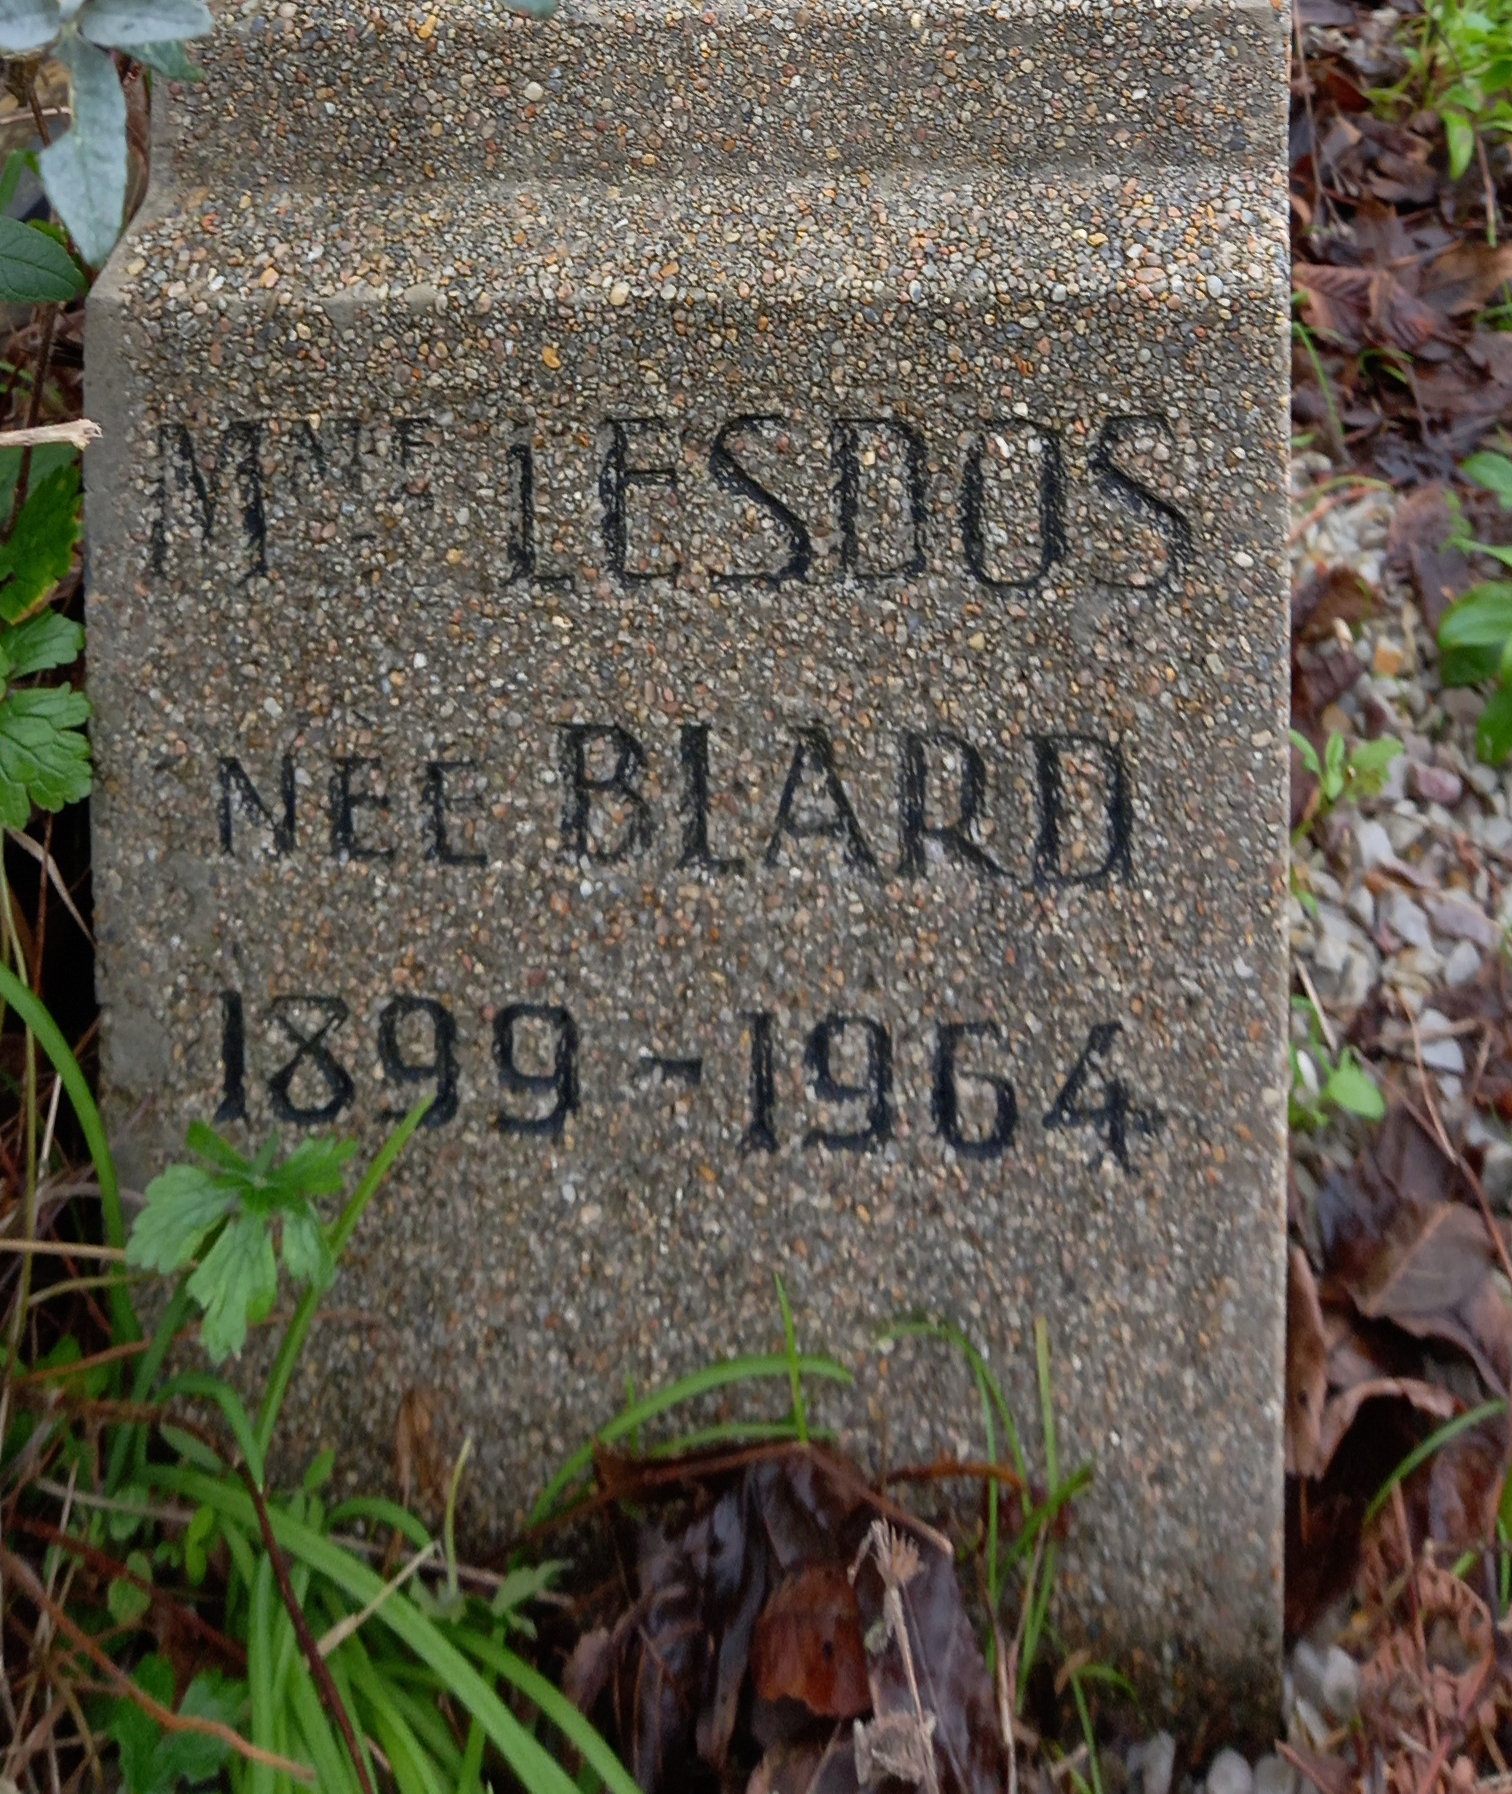 MME LESDOS
NÉE BLARD
1899 - 1964